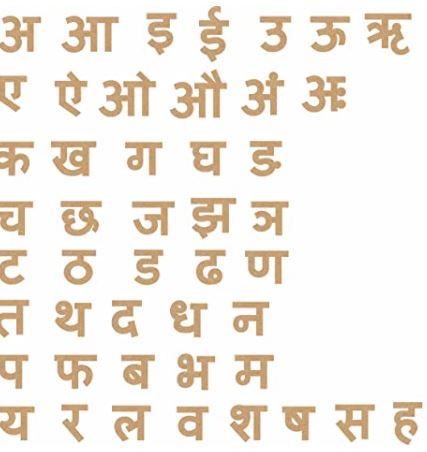 अ आ इ ई उ ऊ ऋ
ए ऐ ओ औ अं अः
क ख ग घ ङ
च छ ज झ ञ
ट ठ ड ढ ण
त थ द ध न
प फ ब भ म
य र ल व श ष स ह